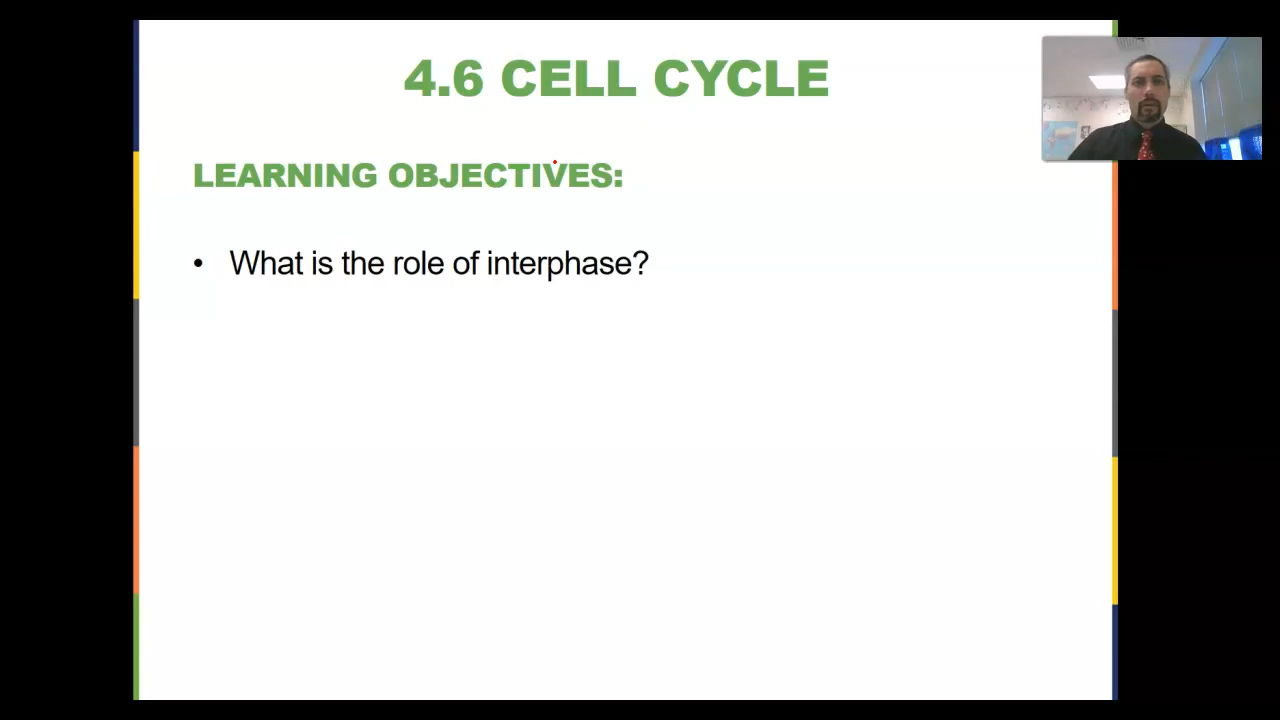 4.6 CELL CYCLE
LEARNING OBJECTIVES:
• What is the role of interphase?